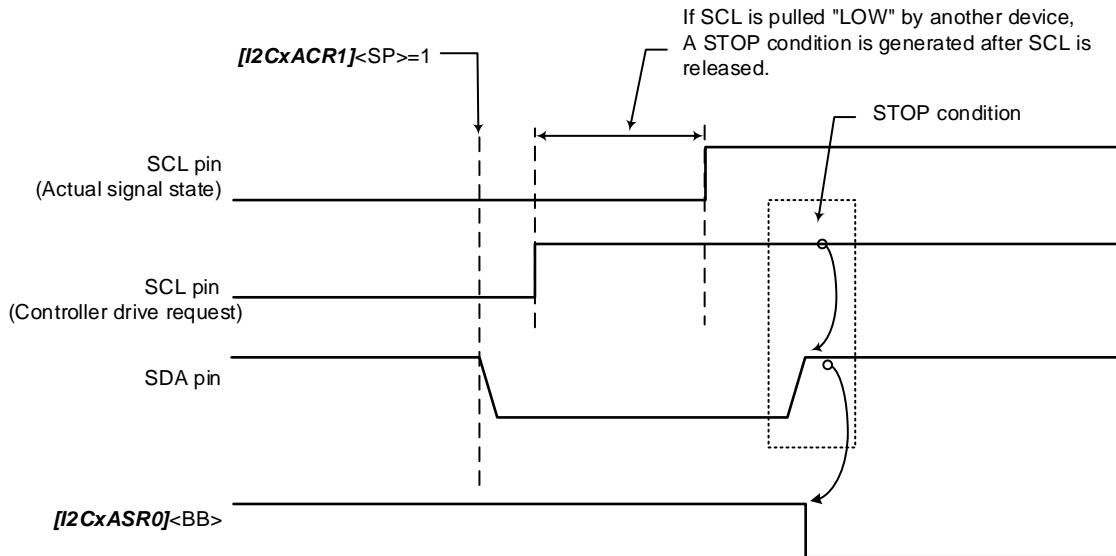 If SCL is pulled "LOW" by another device,
A STOP condition is generated after SCL is
released.
[I2CxACR1]<SP>=1
STOP condition
SCL pin
(Actual signal state)
SCL pin
(Controller drive request)
SDA pin
[I2CxASR0]<BB>